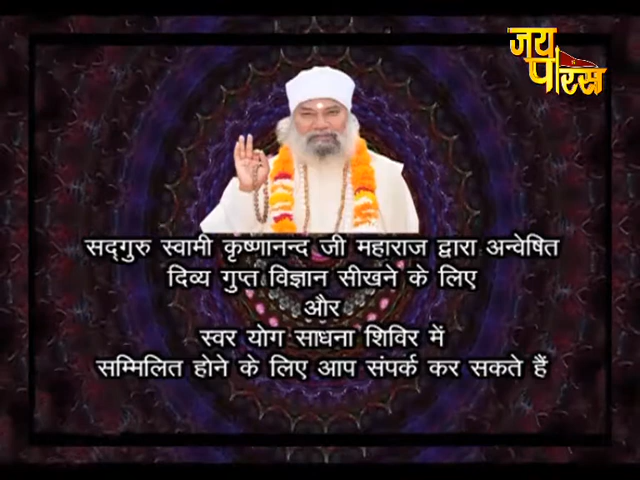 जय
पारस
सद्गुरु स्वामी कृष्णानन्द जी महाराज द्वारा अन्वेषित
दिव्य गुप्त विज्ञान सीखने के लिए
और
स्वर योग साधना शिविर में
सम्मिलित होने के लिए आप संपर्क कर सकते हैं